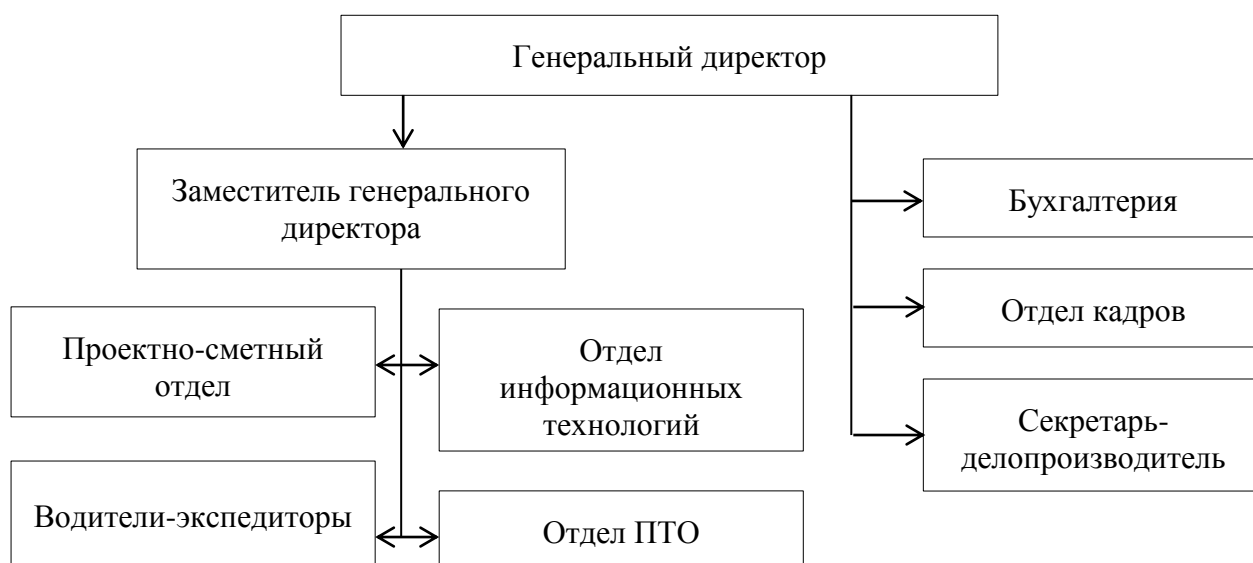 Генеральный директор
Заместитель генерального
директора
Бухгалтерия
Отдел кадров
Секретарь-
делопроизводитель
Проектно-сметный
отдел
Отдел
информационных
технологий
Водители-экспедиторы
Отдел ПТО